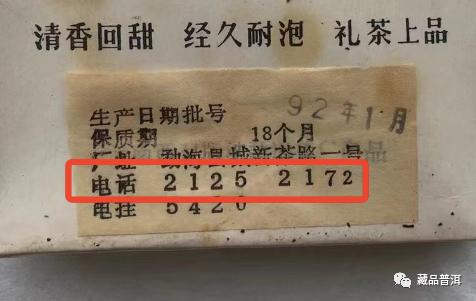 清香回甜 经久耐泡 礼茶上品
生产日期批号 92年1月
保质期 18个月
厂址 勐海县城新茶路一号
电话 2125 2172
电挂 5420
藏品普洱